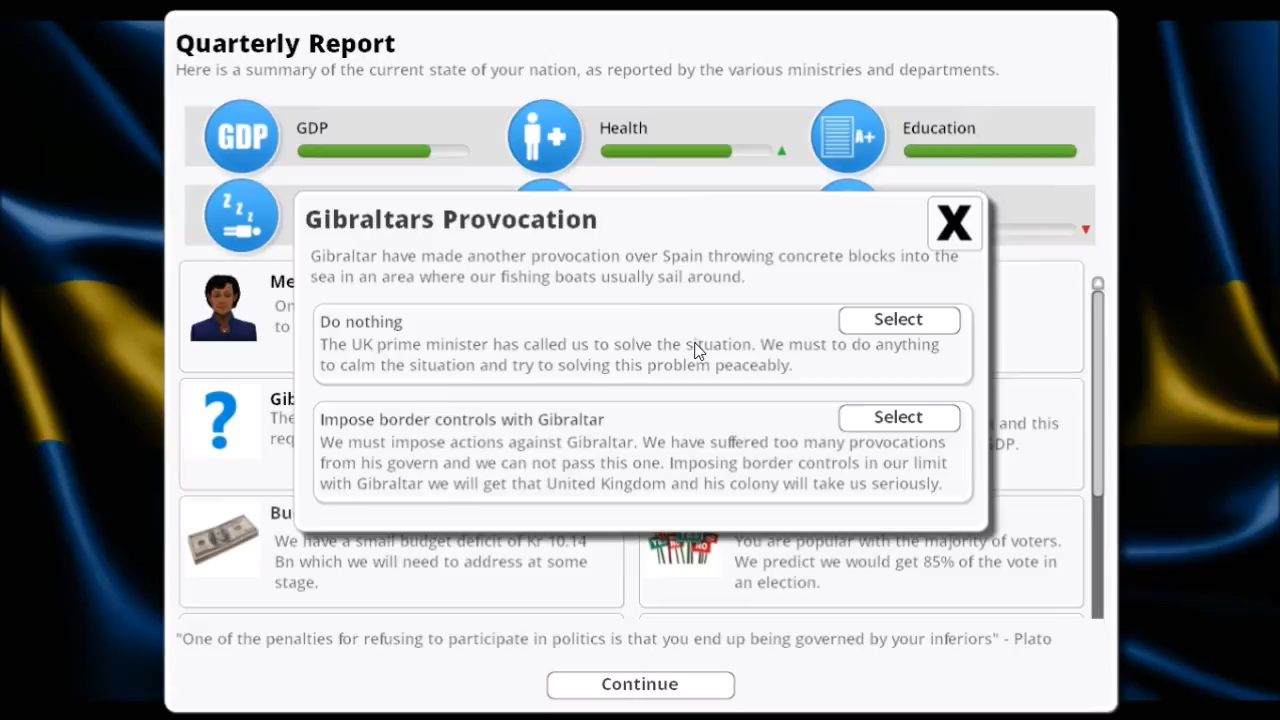 Quarterly Report
Here is a summary of the current state of your nation, as reported by the various ministries and departments.
GDP
GDP
Health
A+
Education
Z Z Z
Gibraltars Provocation
X
Gibraltar have made another provocation over Spain throwing concrete blocks into the
sea in an area where our fishing boats usually sail around.
Do nothing
Select
The UK prime minister has called us to solve the situation. We must to do anything
to calm the situation and try to solving this problem peaceably.
Impose border controls with Gibraltar
Select
We must impose actions against Gibraltar. We have suffered too many provocations
from his govern and we can not pass this one. Imposing border controls in our limit
with Gibraltar we will get that United Kingdom and his colony will take us seriously.
?
and this
We have a small budget deficit of Kr 10.14
Bn which we will need to address at some
stage.
NO
You are popular with the majority of voters.
We predict we would get 85% of the vote in
an election.
"One of the penalties for refusing to participate in politics is that you end up being governed by your inferiors" - Plato
Continue